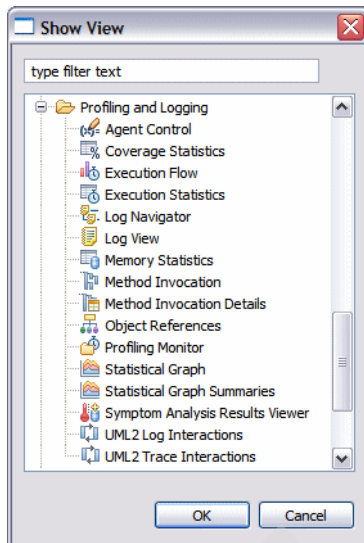 Show View
type filter text
Profiling and Logging
Agent Control
Coverage Statistics
Execution Flow
Execution Statistics
Log Navigator
Log View
Memory Statistics
Method Invocation
Method Invocation Details
Object References
Profiling Monitor
Statistical Graph
Statistical Graph Summaries
Symptom Analysis Results Viewer
UML2 Log Interactions
UML2 Trace Interactions
OK Cancel